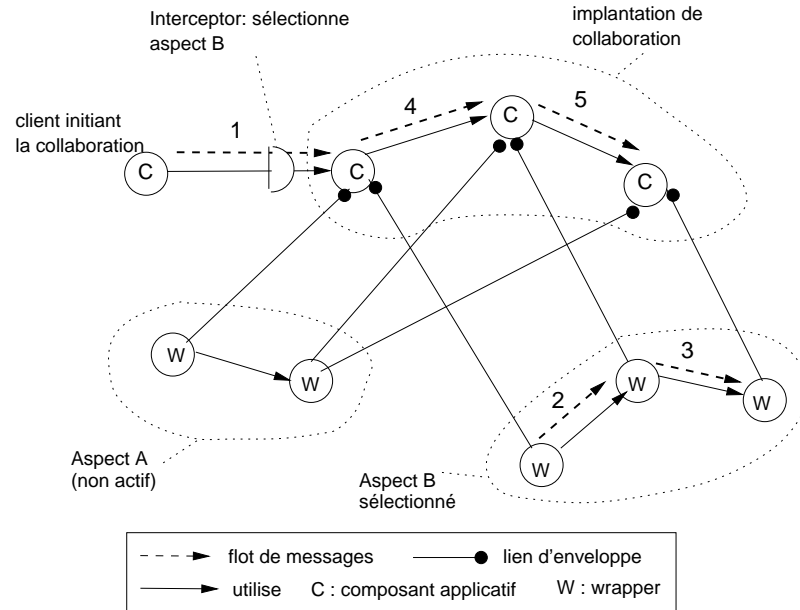 Interceptor: sélectionne
aspect B
implantation de
collaboration
client initiant
la collaboration
1
4
5
C
C
C
C
W
W
2
3
W
W
W
Aspect A
(non actif)
Aspect B
sélectionné
flot de messages
lien d'enveloppe
utilise
C : composant applicatif
W : wrapper